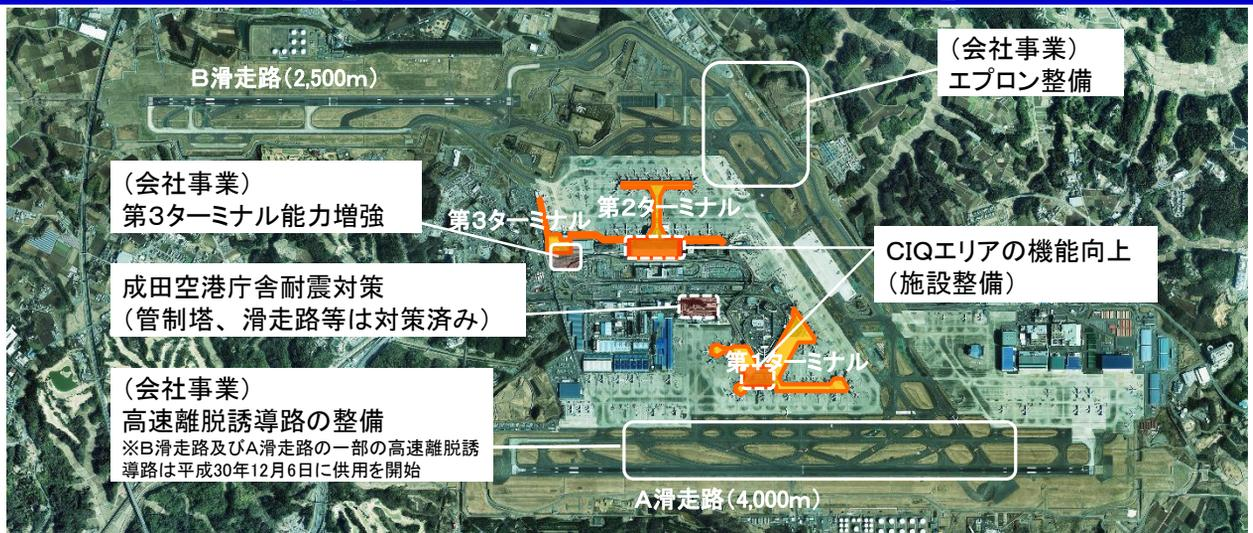 B滑走路(2,500m)
(会社事業)
エプロン整備
(会社事業)
第3ターミナル能力増強
第3ターミナル
第2ターミナル
CIQエリアの機能向上
(施設整備)
成田空港庁舎耐震対策
(管制塔、滑走路等は対策済み)
第1ターミナル
(会社事業)
高速離脱誘導路の整備
※B滑走路及びA滑走路の一部の高速離脱誘
導路は平成30年12月6日に供用を開始
A滑走路(4,000m)